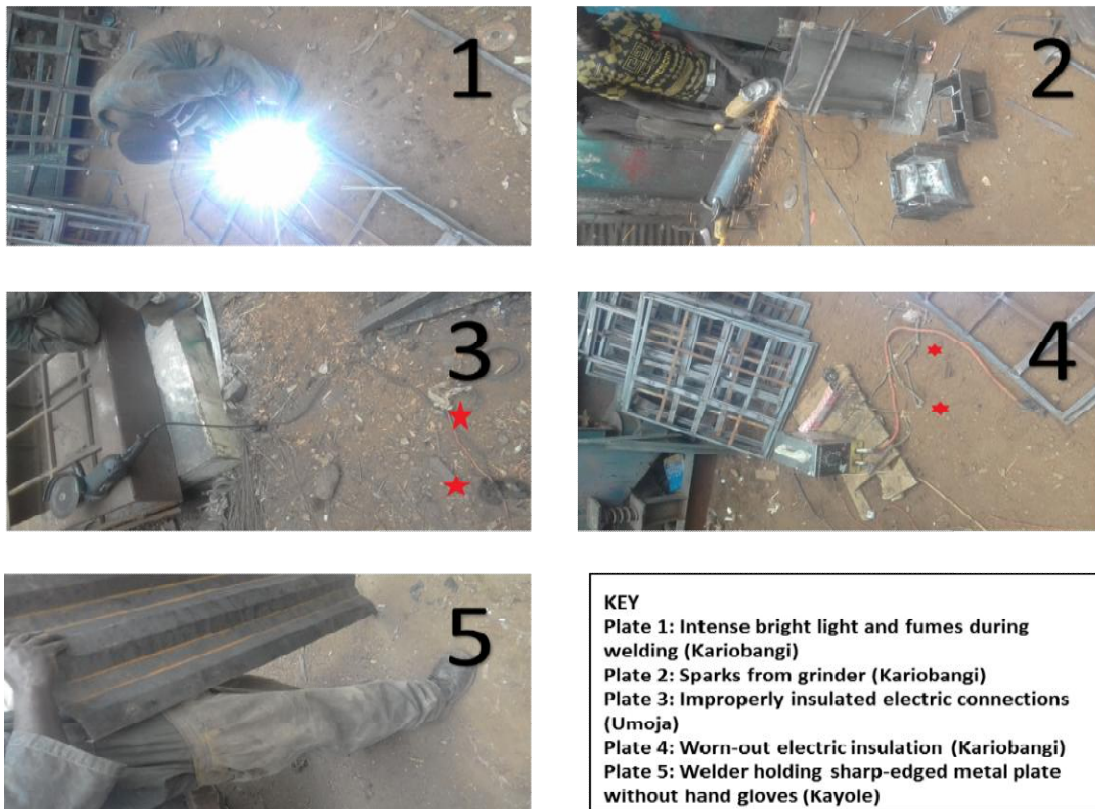 1
2
3
4
5
KEY
Plate 1: Intense bright light and fumes during
welding (Kariobangi)
Plate 2: Sparks from grinder (Kariobangi)
Plate 3: Improperly insulated electric connections
(Umoja)
Plate 4: Worn-out electric insulation (Kariobangi)
Plate 5: Welder holding sharp-edged metal plate
without hand gloves (Kayole)